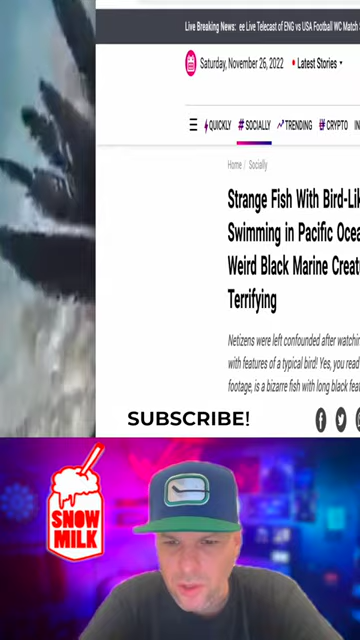 Live Breaking News: ee Live Telecast of ENG vs USA Football WC Match
Saturday, November 26, 2022 • Latest Stories
QUICKLY # SOCIALLY TRENDING CRYPTO
Home / Socially
Strange Fish With Bird-Lik
Swimming in Pacific Ocea
Weird Black Marine Creatu
Terrifying
Netizens were left confounded after watchin
with features of a typical bird! Yes, you read
footage, is a bizarre fish with long black fea
SUBSCRIBE!
SNOW
MILK